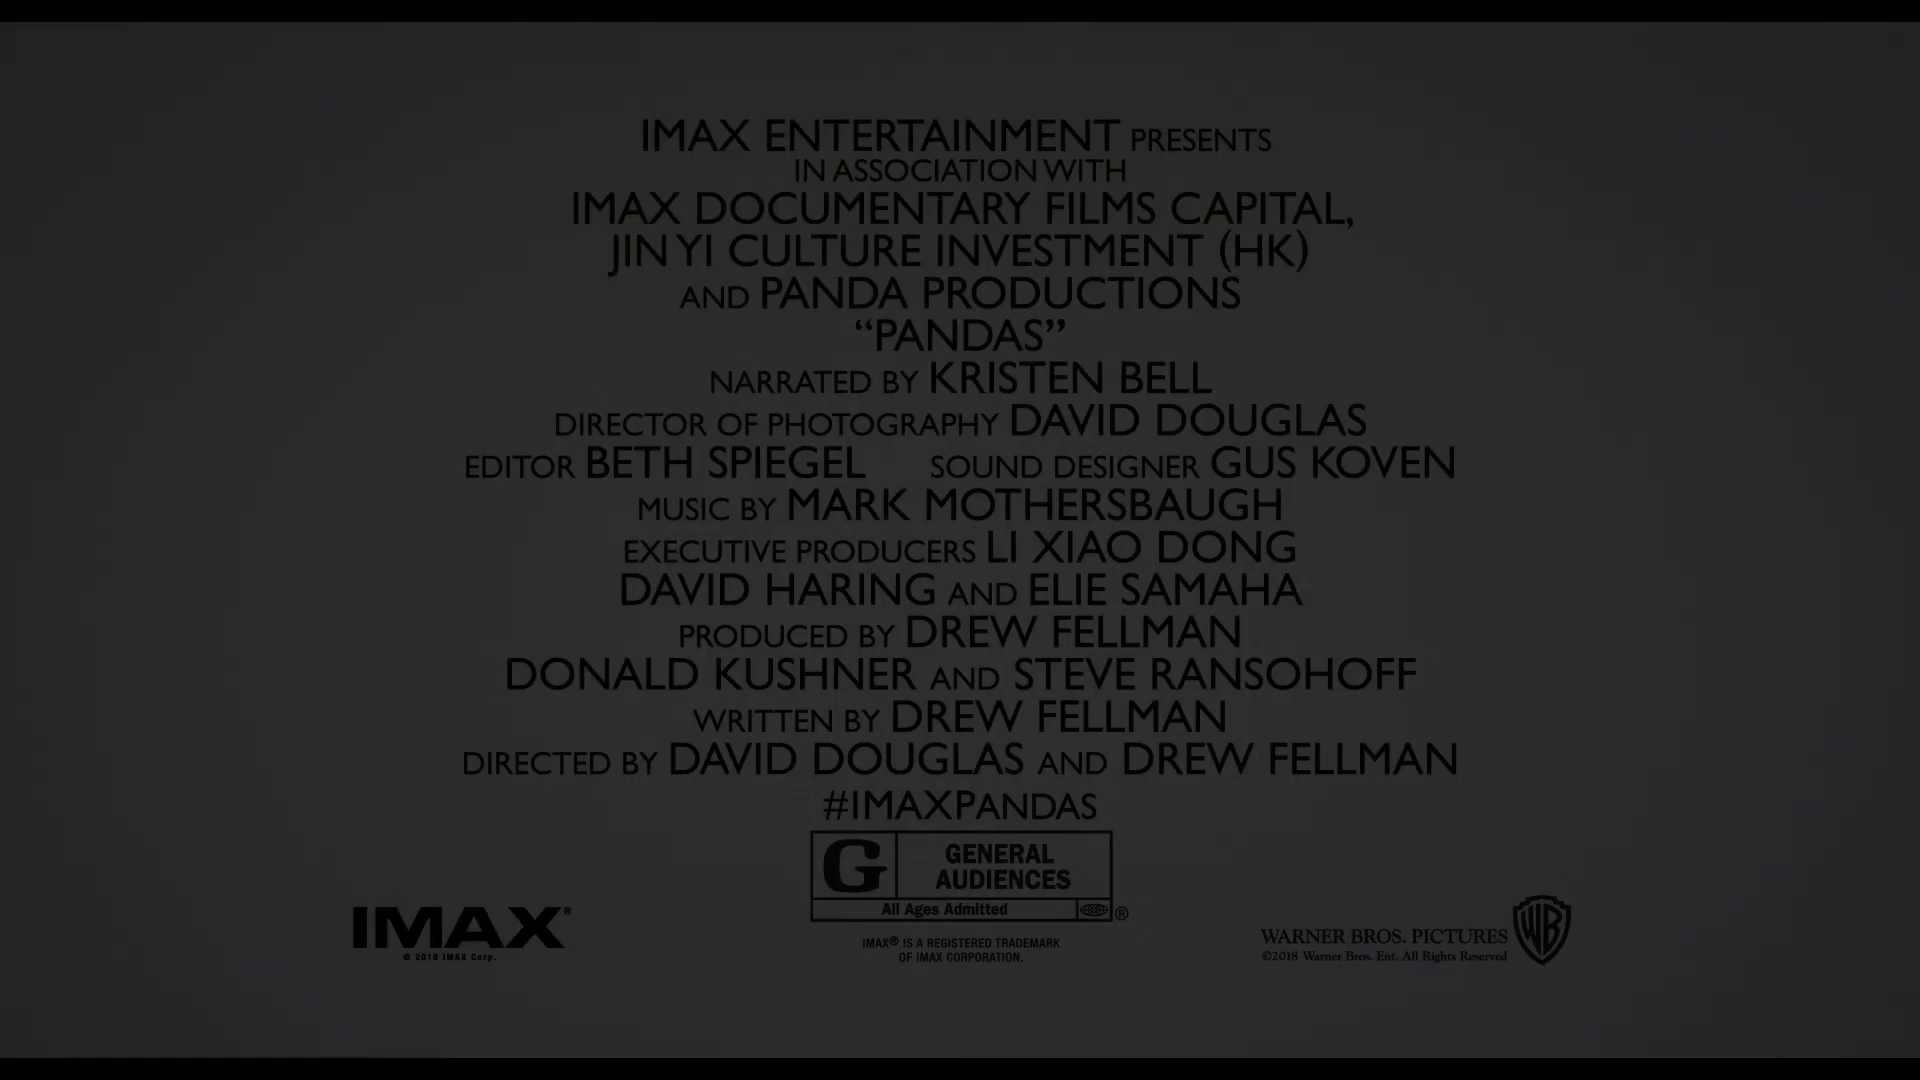 IMAX ENTERTAINMENT PRESENTS
IN ASSOCIATION WITH
IMAX DOCUMENTARY FILMS CAPITAL,
JIN YI CULTURE INVESTMENT (HK)
AND PANDA PRODUCTIONS
“PANDAS”
NARRATED BY KRISTEN BELL
DIRECTOR OF PHOTOGRAPHY DAVID DOUGLAS
EDITOR BETH SPIEGEL SOUND DESIGNER GUS KOVEN
MUSIC BY MARK MOTHERSBAUGH
EXECUTIVE PRODUCERS LI XIAO DONG
DAVID HARING AND ELIE SAMAHA
PRODUCED BY DREW FELLMAN
DONALD KUSHNER AND STEVE RANSOHOFF
WRITTEN BY DREW FELLMAN
DIRECTED BY DAVID DOUGLAS AND DREW FELLMAN
#IMAXPANDAS
G GENERAL
AUDIENCES
All Ages Admitted ®
IMAX®
© 2018 IMAX Corp.
IMAX® IS A REGISTERED TRADEMARK
OF IMAX CORPORATION.
WARNER BROS. PICTURES WB
©2018 Warner Bros. Ent. All Rights Reserved